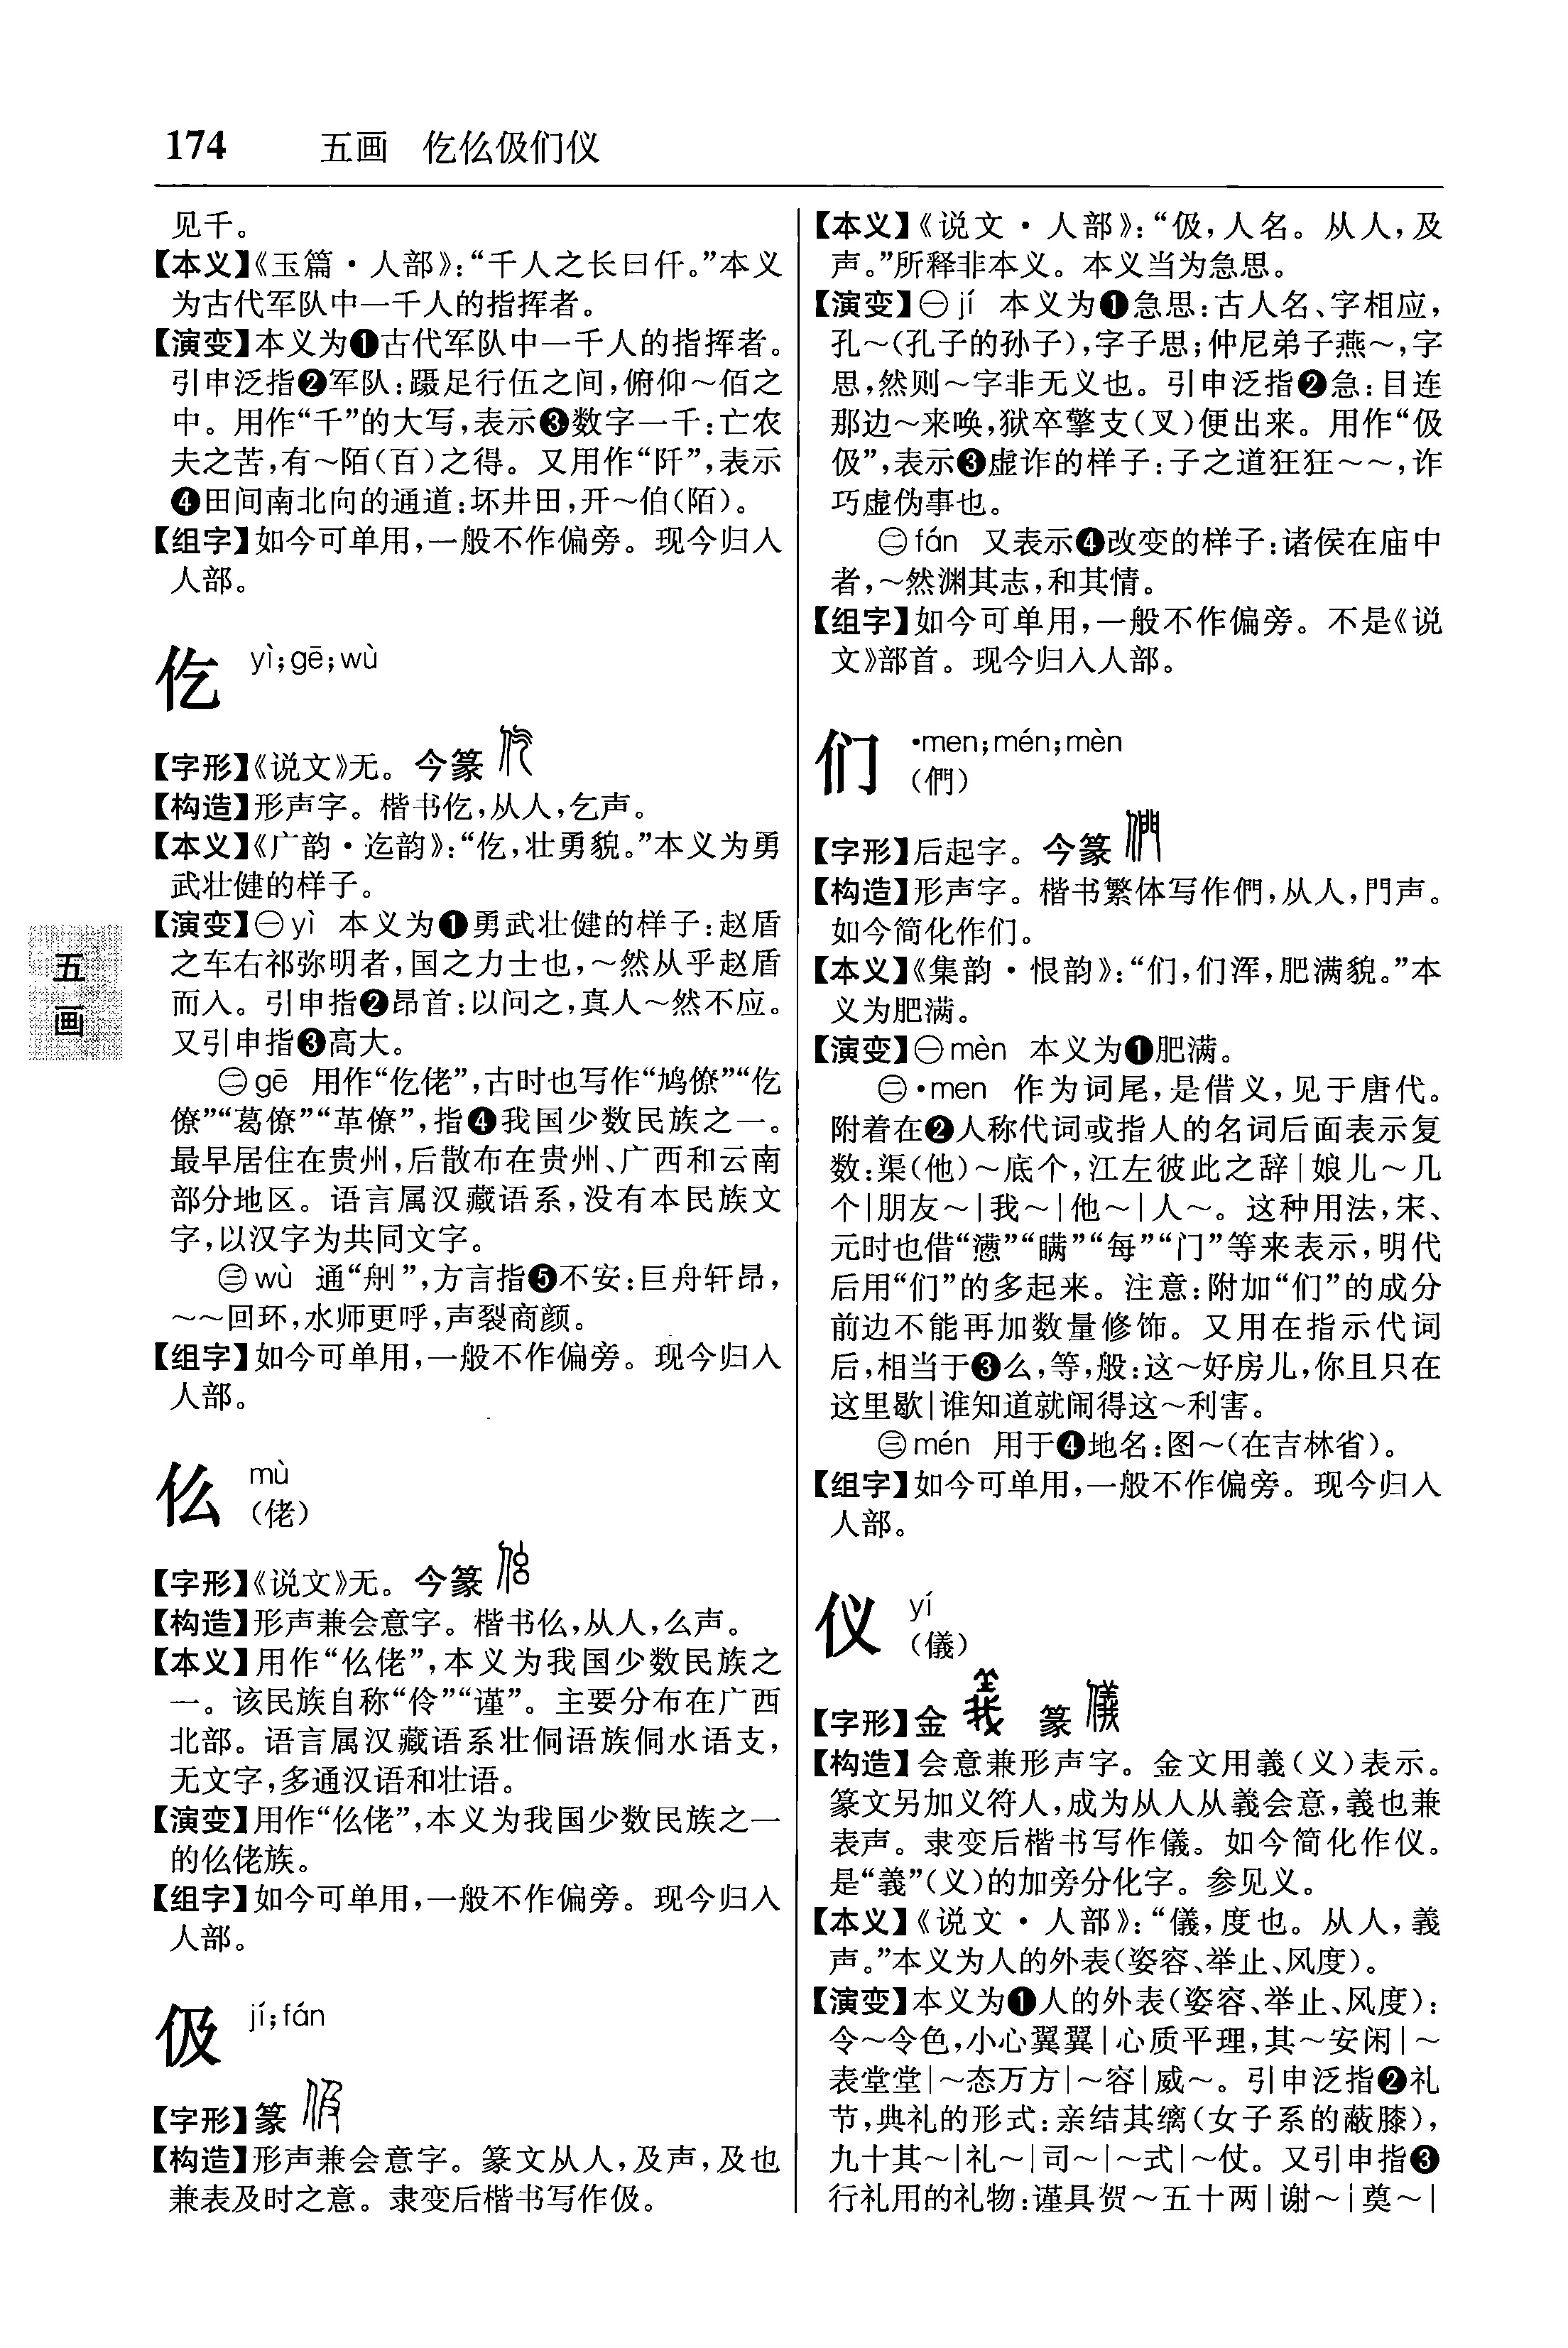 174 五画 仡仫伋们仪
见千。
【本义】《玉篇·人部》：“千人之长曰仟。”本义
为古代军队中一千人的指挥者。
【演变】本义为❶古代军队中一千人的指挥者。
引申泛指❷军队：蹑足行伍之间，俯仰～佰之
中。用作“千”的大写，表示❸数字一千：亡农
夫之苦，有～陌（百）之得。又用作“阡”，表示
❹田间南北向的通道：坏井田，开～伯（陌）。
【组字】如今可单用，一般不作偏旁。现今归入
人部。
仡 yì；gē；wù
【字形】《说文》无。今篆
【构造】形声字。楷书仡，从人，乞声。
【本义】《广韵·迄韵》：“仡，壮勇貌。”本义为勇
武壮健的样子。
【演变】㊀yì 本义为❶勇武壮健的样子：赵盾
之车右祁弥明者，国之力士也，～然从乎赵盾
而入。引申指❷昂首：以问之，真人～然不应。
又引申指❸高大。
㊁gē 用作“仡佬”，古时也写作“鸠僚”“仡
僚”“葛僚”“革僚”，指❹我国少数民族之一。
最早居住在贵州，后散布在贵州、广西和云南
部分地区。语言属汉藏语系，没有本民族文
字，以汉字为共同文字。
㊂wù 通“舠”，方言指❺不安：巨舟轩昂，
～～回环，水师更呼，声裂商颜。
【组字】如今可单用，一般不作偏旁。现今归入
人部。
仫 mù
（佬）
【字形】《说文》无。今篆
【构造】形声兼会意字。楷书仫，从人，么声。
【本义】用作“仫佬”，本义为我国少数民族之
一。该民族自称“伶”“谨”。主要分布在广西
北部。语言属汉藏语系壮侗语族侗水语支，
无文字，多通汉语和壮语。
【演变】用作“仫佬”，本义为我国少数民族之一
的仫佬族。
【组字】如今可单用，一般不作偏旁。现今归入
人部。
伋 jí；fán
【字形】篆
【构造】形声兼会意字。篆文从人，及声，及也
兼表及时之意。隶变后楷书写作伋。
五画
【本义】《说文·人部》：“伋，人名。从人，及
声。”所释非本义。本义当为急思。
【演变】㊀jí 本义为❶急思：古人名、字相应，
孔～（孔子的孙子），字子思；仲尼弟子燕～，字
思，然则～字非无义也。引申泛指❷急：目连
那边～来唤，狱卒擎支（叉）便出来。用作“伋
伋”，表示❸虚诈的样子：子之道狂狂～～，诈
巧虚伪事也。
㊁fán 又表示❹改变的样子：诸侯在庙中
者，～然渊其志，和其情。
【组字】如今可单用，一般不作偏旁。不是《说
文》部首。现今归入人部。
们 ·men；mén；mèn
（們）
【字形】后起字。今篆
【构造】形声字。楷书繁体写作們，从人，門声。
如今简化作们。
【本义】《集韵·恨韵》：“们，们浑，肥满貌。”本
义为肥满。
【演变】㊀mèn 本义为❶肥满。
㊁·men 作为词尾，是借义，见于唐代。
附着在❷人称代词或指人的名词后面表示复
数：渠（他）～底个，江左彼此之辞｜娘儿～几
个｜朋友～｜我～｜他～｜人～。这种用法，宋、
元时也借“懑”“瞒”“每”“门”等来表示，明代
后用“们”的多起来。注意：附加“们”的成分
前边不能再加数量修饰。又用在指示代词
后，相当于❸么，等，般：这～好房儿，你且只在
这里歇｜谁知道就闹得这～利害。
㊂mén 用于❹地名：图～（在吉林省）。
【组字】如今可单用，一般不作偏旁。现今归入
人部。
仪 yí
（儀）
【字形】金 篆
【构造】会意兼形声字。金文用義（义）表示。
篆文另加义符人，成为从人从義会意，義也兼
表声。隶变后楷书写作儀。如今简化作仪。
是“義”（义）的加旁分化字。参见义。
【本义】《说文·人部》：“儀，度也。从人，義
声。”本义为人的外表（姿容、举止、风度）。
【演变】本义为❶人的外表（姿容、举止、风度）：
令～令色，小心翼翼｜心质平理，其～安闲｜～
表堂堂｜～态万方｜～容｜威～。引申泛指❷礼
节，典礼的形式：亲结其缡（女子系的蔽膝），
九十其～｜礼～｜司～｜～式｜～仗。又引申指❸
行礼用的礼物：谨具贺～五十两｜谢～｜奠～｜